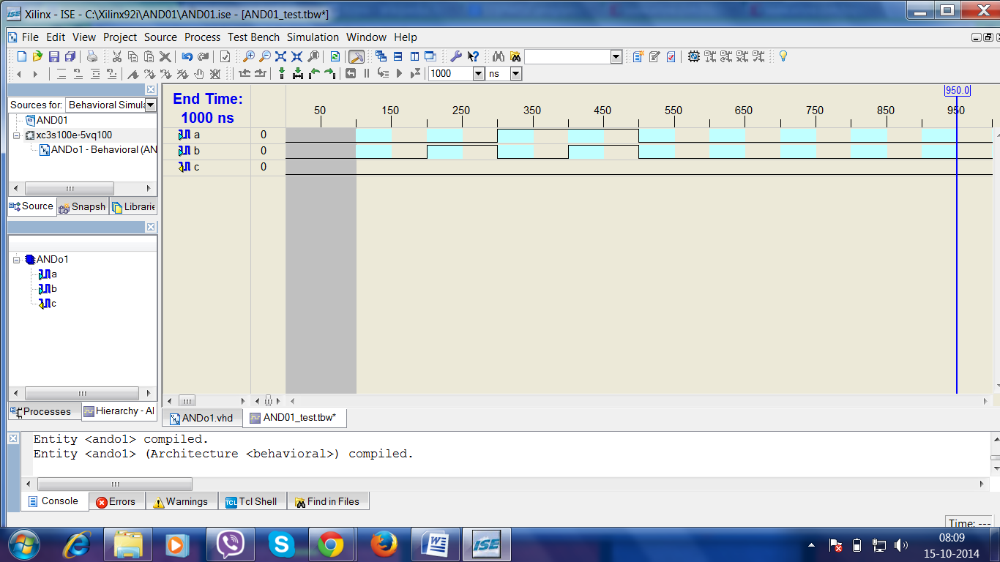 Xilinx - ISE - C:\Xilinx92i\AND01\AND01.ise - [AND01_test.tbw*]
File Edit View Project Source Process Test Bench Simulation Window Help
1000 ns
Sources for: Behavioral Simula
AND01
xc3s100e-5vq100
ANDo1 - Behavioral (AN
Source Snapsh Librarie
ANDo1
a
b
c
Processes Hierarchy - Al
End Time:
1000 ns
950.0
50 150 250 350 450 550 650 750 850 950
a 0
b 0
c 0
ANDo1.vhd AND01_test.tbw*
Entity <ando1> compiled.
Entity <ando1> (Architecture <behavioral>) compiled.
Console Errors Warnings TCL Tcl Shell Find in Files
Time: ---
ISE
08:09
15-10-2014